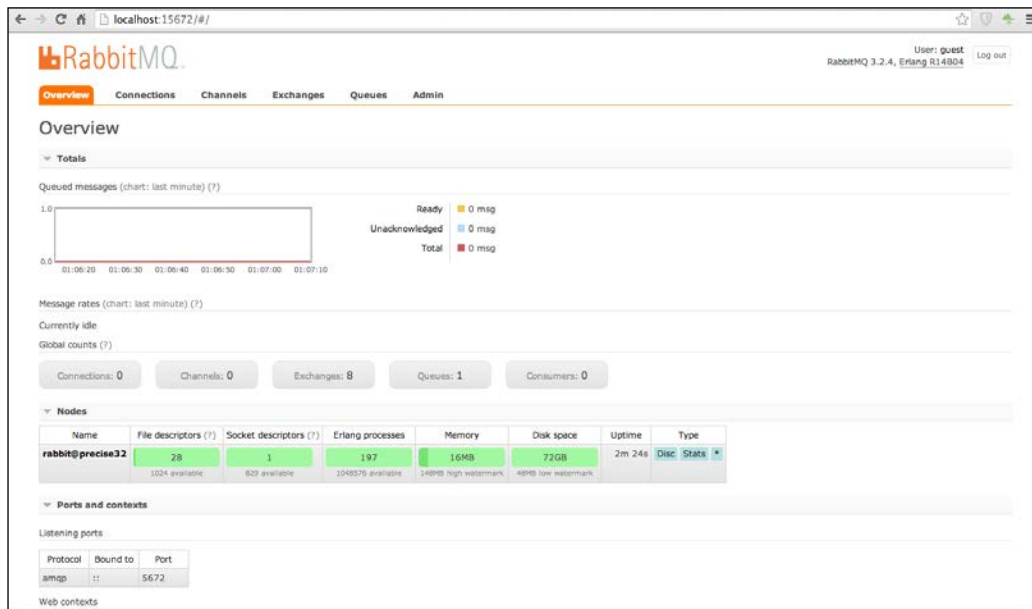 localhost:15672/#/
RabbitMQ
User: guest
RabbitMQ 3.2.4, Erlang R14B04
Log out
Overview Connections Channels Exchanges Queues Admin
Overview
Totals
Queued messages (chart: last minute) (?)
1.0
0.0
01:06:20 01:06:30 01:06:40 01:06:50 01:07:00 01:07:10
Ready 0 msg
Unacknowledged 0 msg
Total 0 msg
Message rates (chart: last minute) (?)
Currently idle
Global counts (?)
Connections: 0 Channels: 0 Exchanges: 8 Queues: 1 Consumers: 0
Nodes
Name File descriptors (?) Socket descriptors (?) Erlang processes Memory Disk space Uptime Type
rabbit@precise32 28 1 197 16MB 72GB 2m 24s Disc Stats *
1024 available 829 available 1048576 available 146MB high watermark 48MB low watermark
Ports and contexts
Listening ports
Protocol Bound to Port
amqp :: 5672
Web contexts